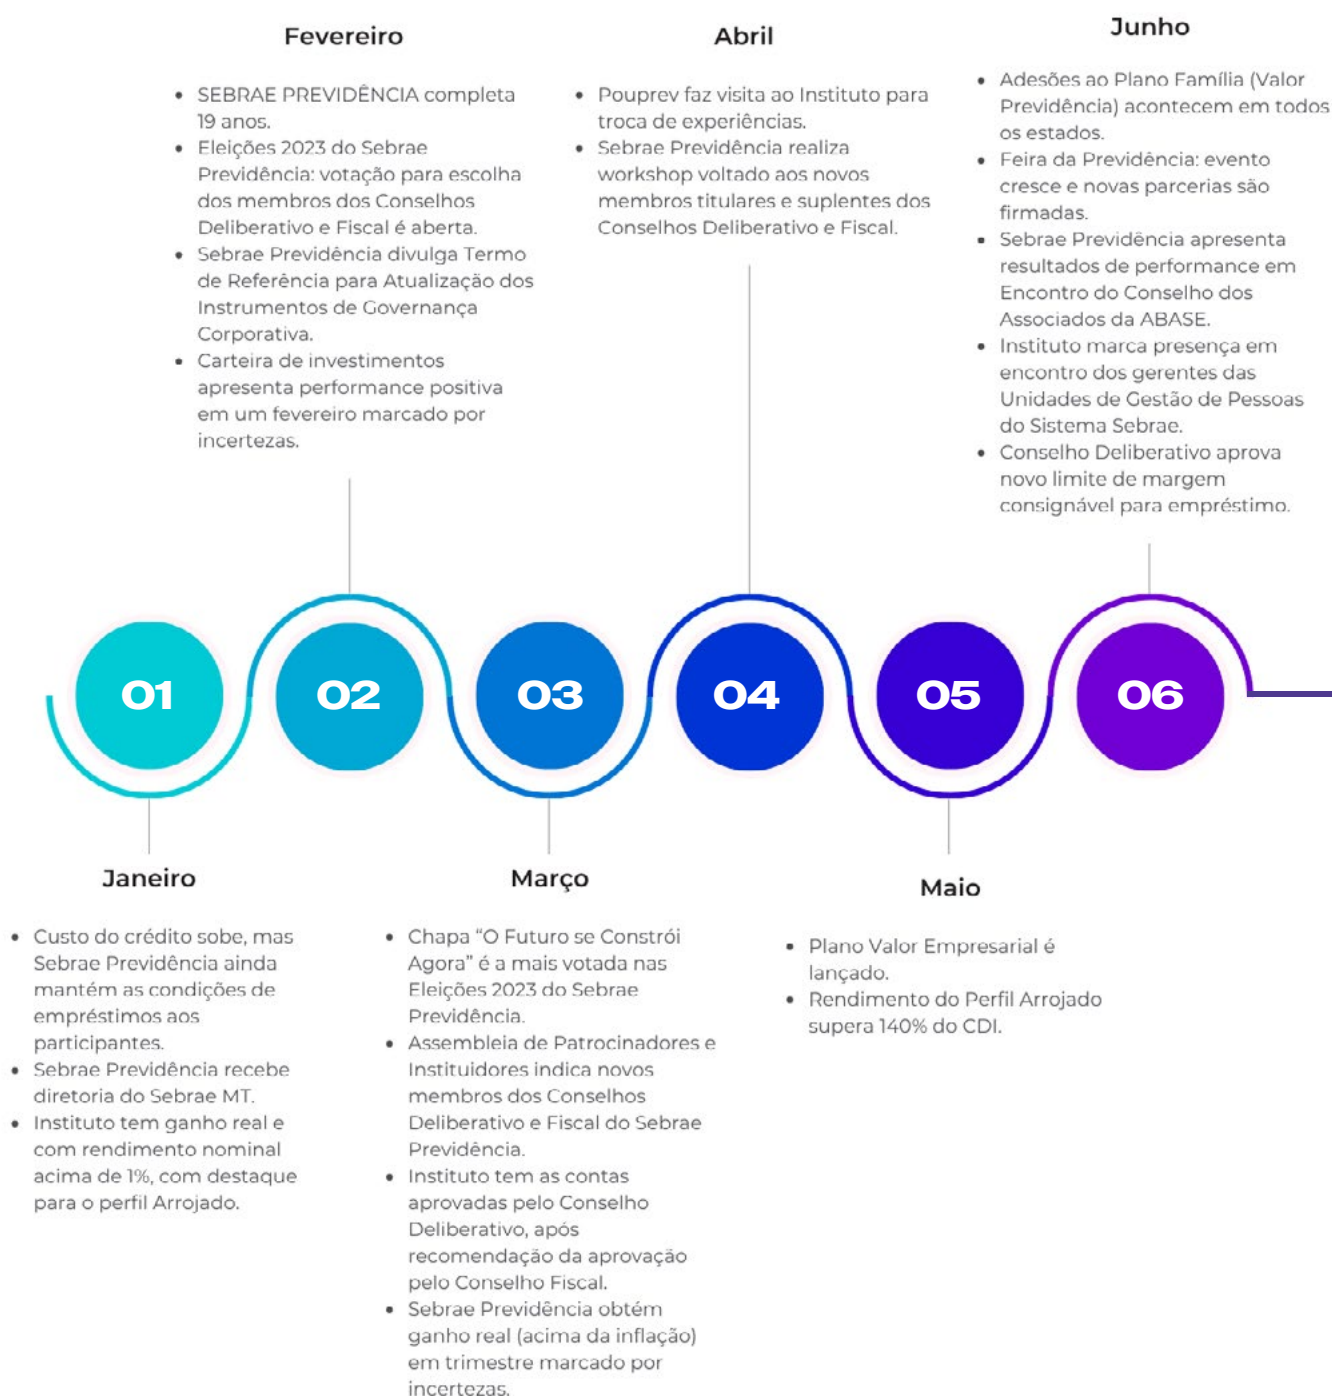 Fevereiro
• SEBRAE PREVIDÊNCIA completa
19 anos.
• Eleições 2023 do Sebrae
Previdência: votação para escolha
dos membros dos Conselhos
Deliberativo e Fiscal é aberta.
• Sebrae Previdência divulga Termo
de Referência para Atualização dos
Instrumentos de Governança
Corporativa.
• Carteira de investimentos
apresenta performance positiva
em um fevereiro marcado por
incertezas.
Abril
• Pouprev faz visita ao Instituto para
troca de experiências.
• Sebrae Previdência realiza
workshop voltado aos novos
membros titulares e suplentes dos
Conselhos Deliberativo e Fiscal.
Junho
• Adesões ao Plano Família (Valor
Previdência) acontecem em todos
os estados.
• Feira da Previdência: evento
cresce e novas parcerias são
firmadas.
• Sebrae Previdência apresenta
resultados de performance em
Encontro do Conselho dos
Associados da ABASE.
• Instituto marca presença em
encontro dos gerentes das
Unidades de Gestão de Pessoas
do Sistema Sebrae.
• Conselho Deliberativo aprova
novo limite de margem
consignável para empréstimo.
01
02
03
04
05
06
Janeiro
• Custo do crédito sobe, mas
Sebrae Previdência ainda
mantém as condições de
empréstimos aos
participantes.
• Sebrae Previdência recebe
diretoria do Sebrae MT.
• Instituto tem ganho real e
com rendimento nominal
acima de 1%, com destaque
para o perfil Arrojado.
Março
• Chapa “O Futuro se Constrói
Agora” é a mais votada nas
Eleições 2023 do Sebrae
Previdência.
• Assembleia de Patrocinadores e
Instituidores indica novos
membros dos Conselhos
Deliberativo e Fiscal do Sebrae
Previdência.
• Instituto tem as contas
aprovadas pelo Conselho
Deliberativo, após
recomendação da aprovação
pelo Conselho Fiscal.
• Sebrae Previdência obtém
ganho real (acima da inflação)
em trimestre marcado por
incertezas.
Maio
• Plano Valor Empresarial é
lançado.
• Rendimento do Perfil Arrojado
supera 140% do CDI.